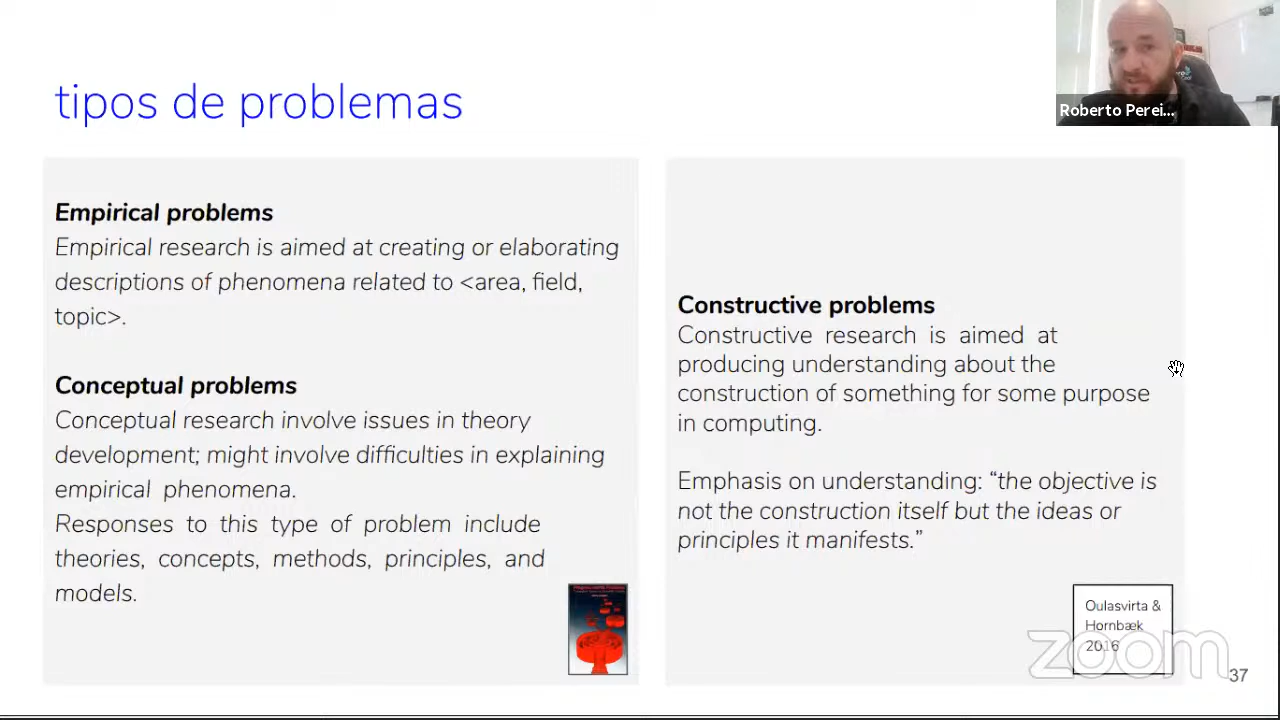 tipos de problemas
Roberto Perei...
Empirical problems
Empirical research is aimed at creating or elaborating
descriptions of phenomena related to <area, field,
topic>.
Conceptual problems
Conceptual research involve issues in theory
development; might involve difficulties in explaining
empirical phenomena.
Responses to this type of problem include
theories, concepts, methods, principles, and
models.
Constructive problems
Constructive research is aimed at
producing understanding about the
construction of something for some purpose
in computing.
Emphasis on understanding: “the objective is
not the construction itself but the ideas or
principles it manifests.”
Oulasvirta &
Hornbæk
2016
zoom
37